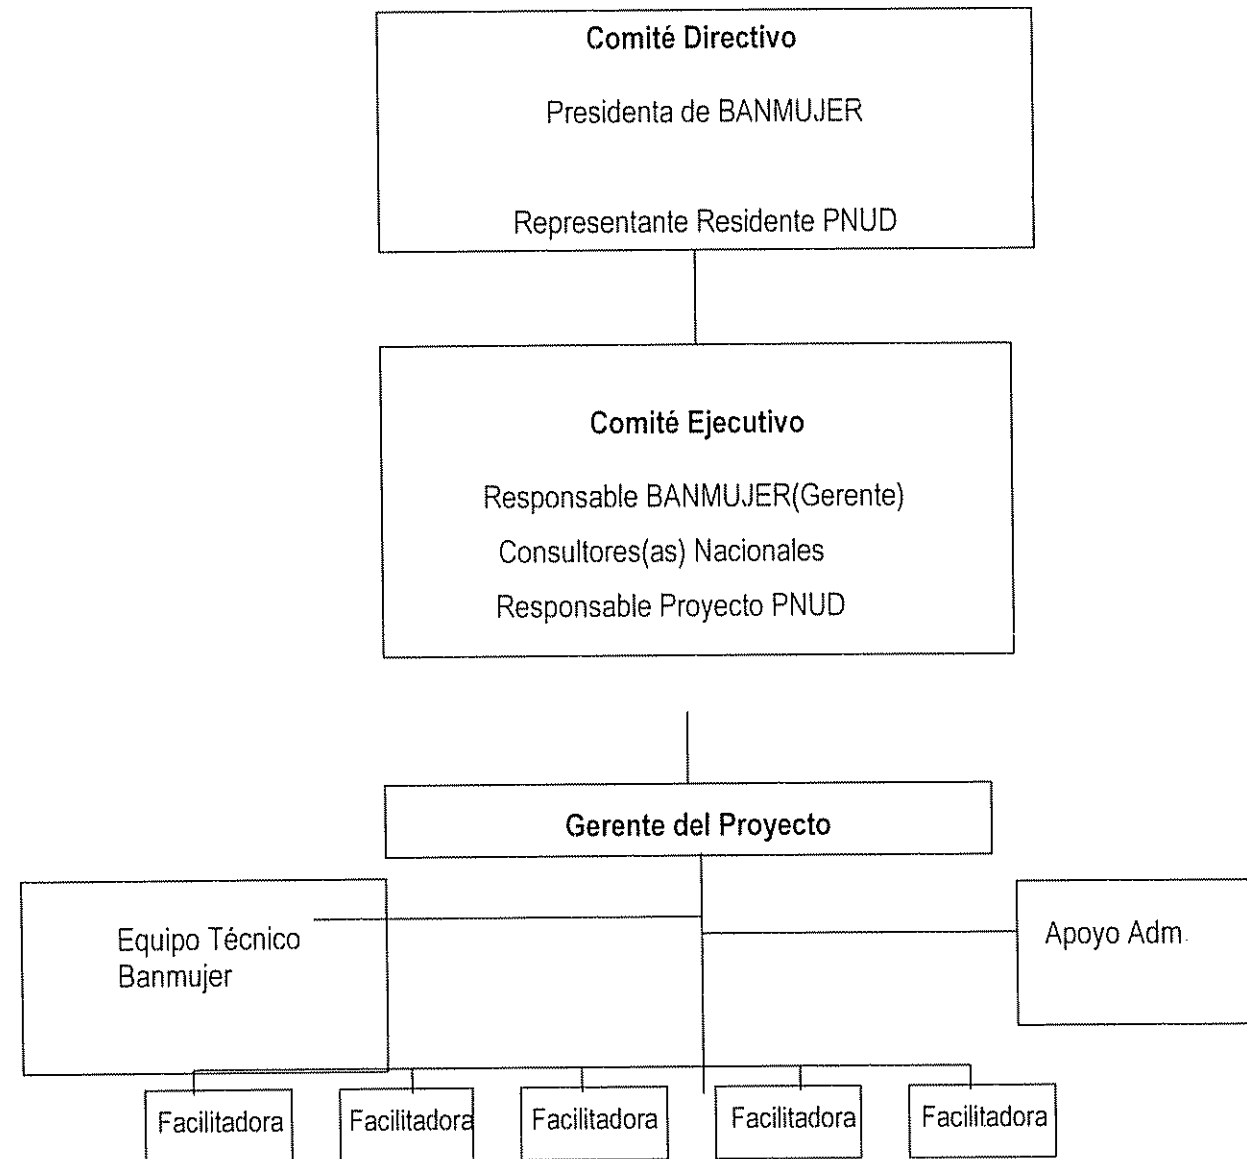 Comité Directivo
Presidenta de BANMUJER
Representante Residente PNUD
Comité Ejecutivo
Responsable BANMUJER(Gerente)
Consultores(as) Nacionales
Responsable Proyecto PNUD
Gerente del Proyecto
Equipo Técnico
Banmujer
Apoyo Adm.
Facilitadora
Facilitadora
Facilitadora
Facilitadora
Facilitadora